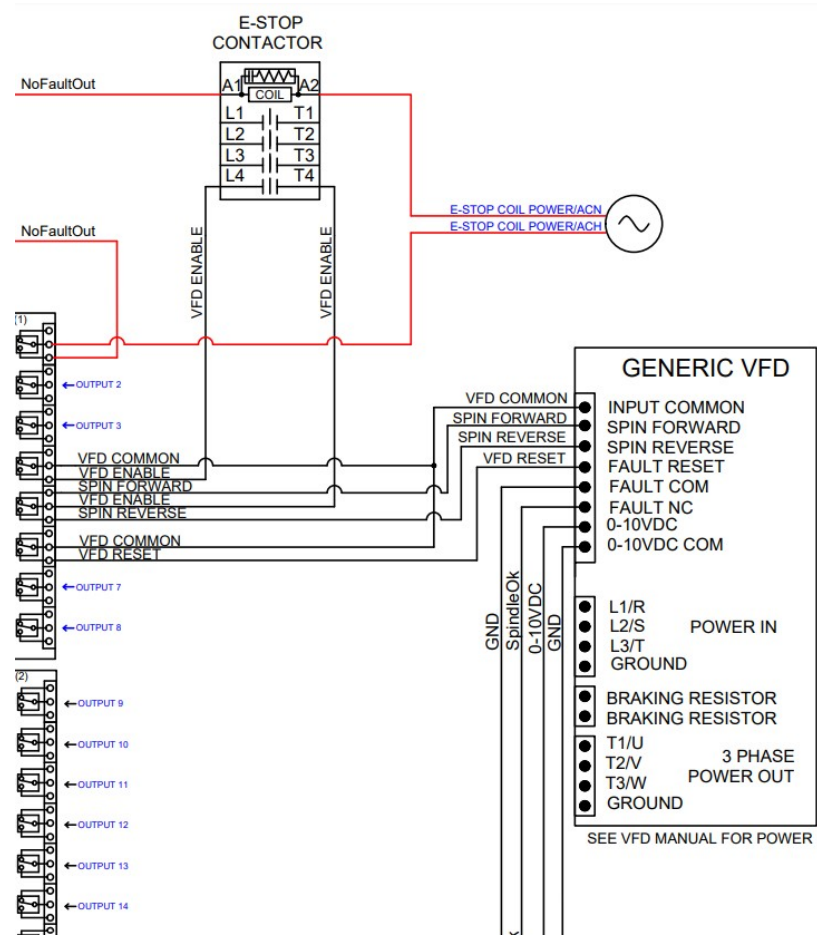 E-STOP
CONTACTOR
NoFaultOut
A1
A2
COIL
L1
T1
L2
T2
L3
T3
L4
T4
E-STOP COIL POWER/ACN
E-STOP COIL POWER/ACH
NoFaultOut
VFD ENABLE
VFD ENABLE
(1)
←OUTPUT 2
←OUTPUT 3
VFD COMMON
VFD ENABLE
SPIN FORWARD
VFD ENABLE
SPIN REVERSE
VFD COMMON
VFD RESET
←OUTPUT 7
←OUTPUT 8
(2)
←OUTPUT 9
←OUTPUT 10
←OUTPUT 11
←OUTPUT 12
←OUTPUT 13
←OUTPUT 14
VFD COMMON
SPIN FORWARD
SPIN REVERSE
VFD RESET
GND
SpindleOk
0-10VDC
GND
GENERIC VFD
INPUT COMMON
SPIN FORWARD
SPIN REVERSE
FAULT RESET
FAULT COM
FAULT NC
0-10VDC
0-10VDC COM
L1/R
L2/S
POWER IN
L3/T
GROUND
BRAKING RESISTOR
BRAKING RESISTOR
T1/U
T2/V
T3/W
3 PHASE
POWER OUT
GROUND
SEE VFD MANUAL FOR POWER